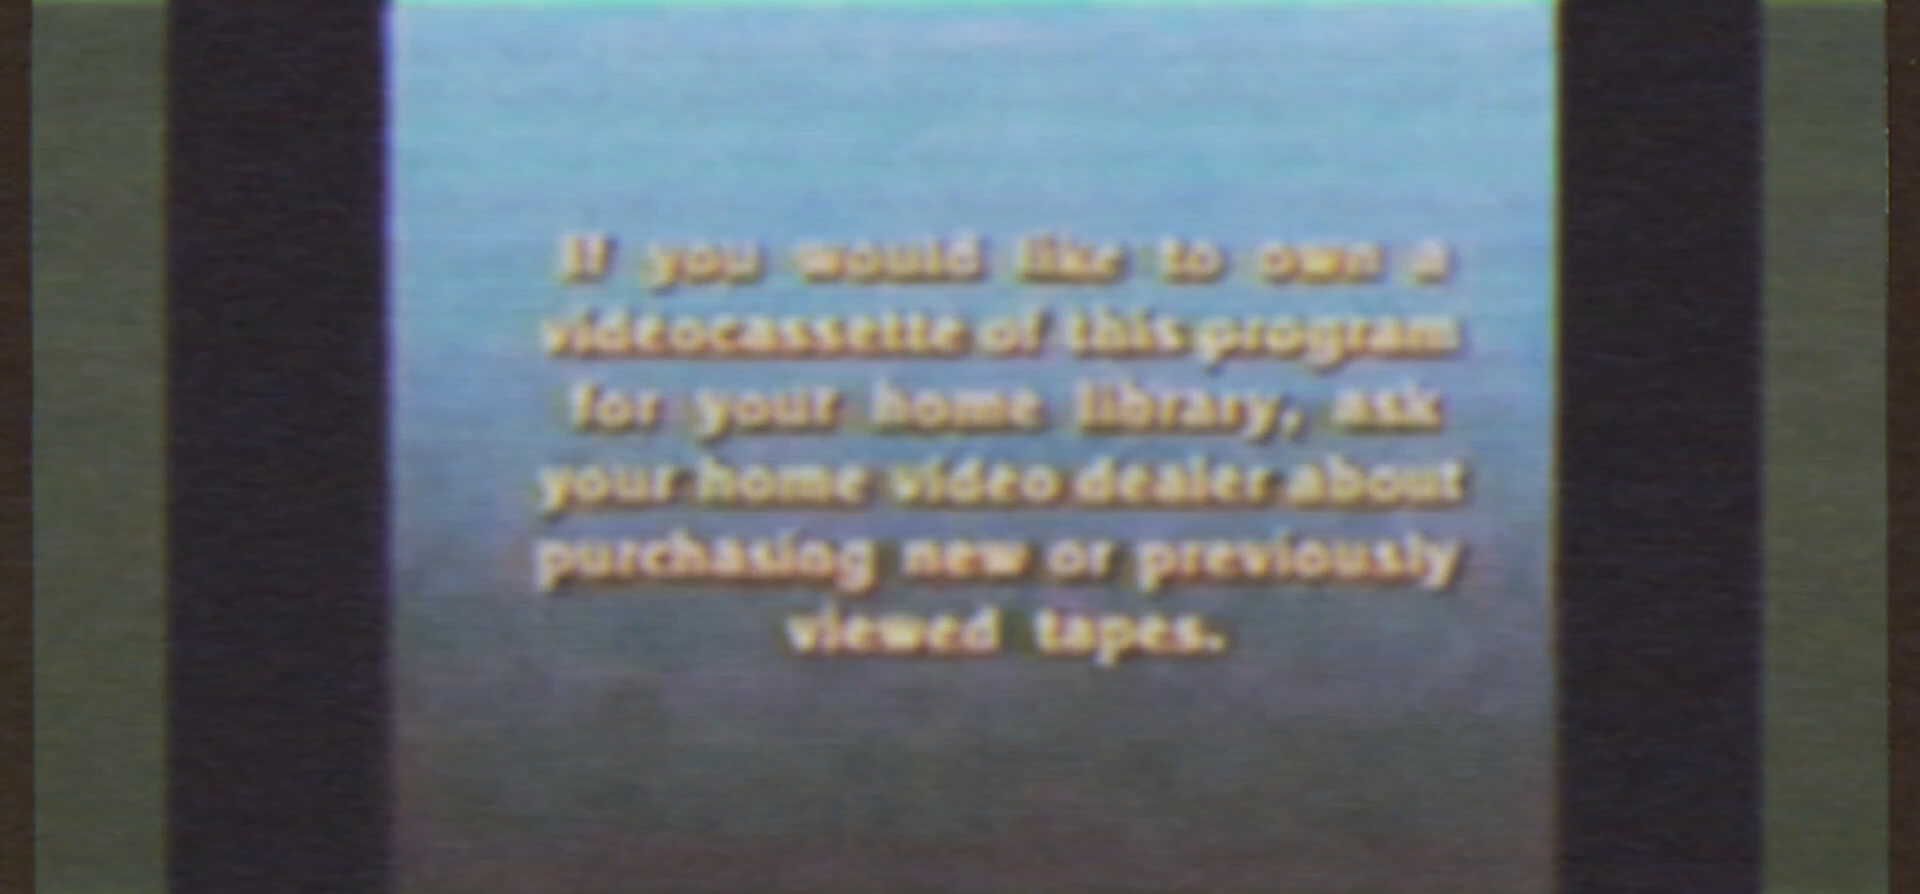 If you would like to own a
videocassette of this program
for your home library, ask
your home video dealer about
purchasing new or previously
viewed tapes.